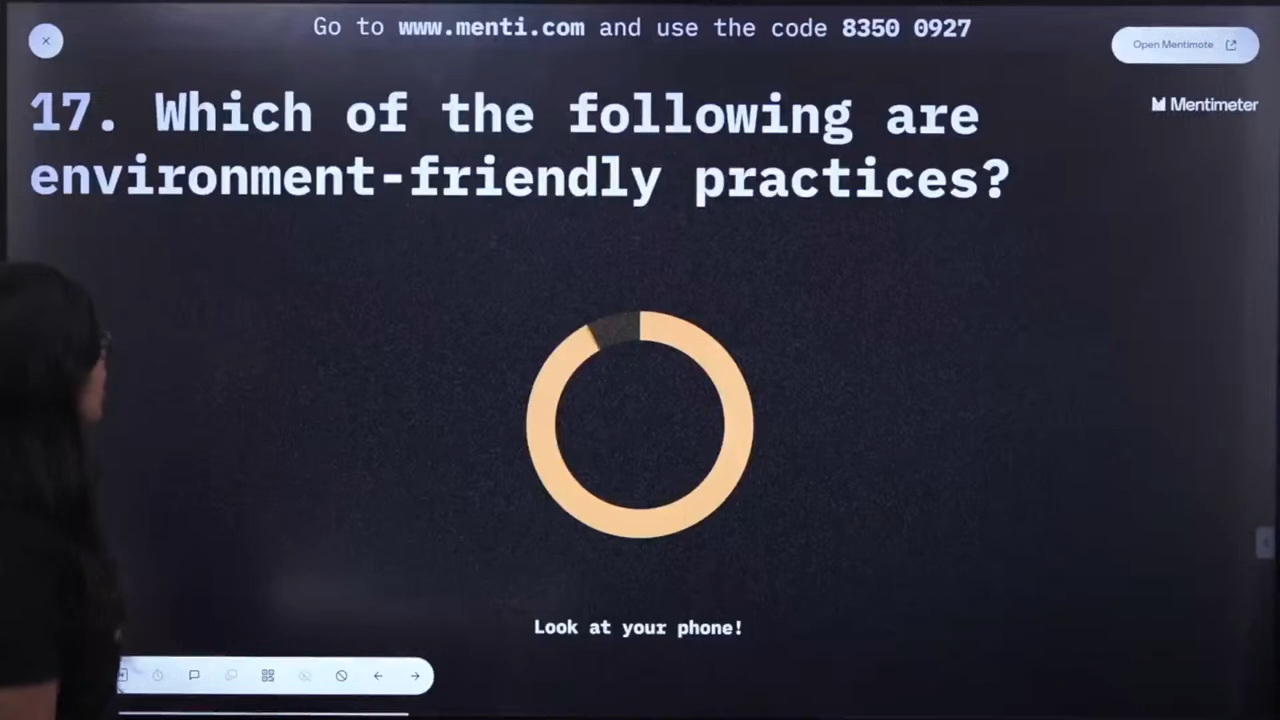 Go to www.menti.com and use the code 8350 0927
Open Mentimote
Mentimeter
17. Which of the following are
environment-friendly practices?
Look at your phone!